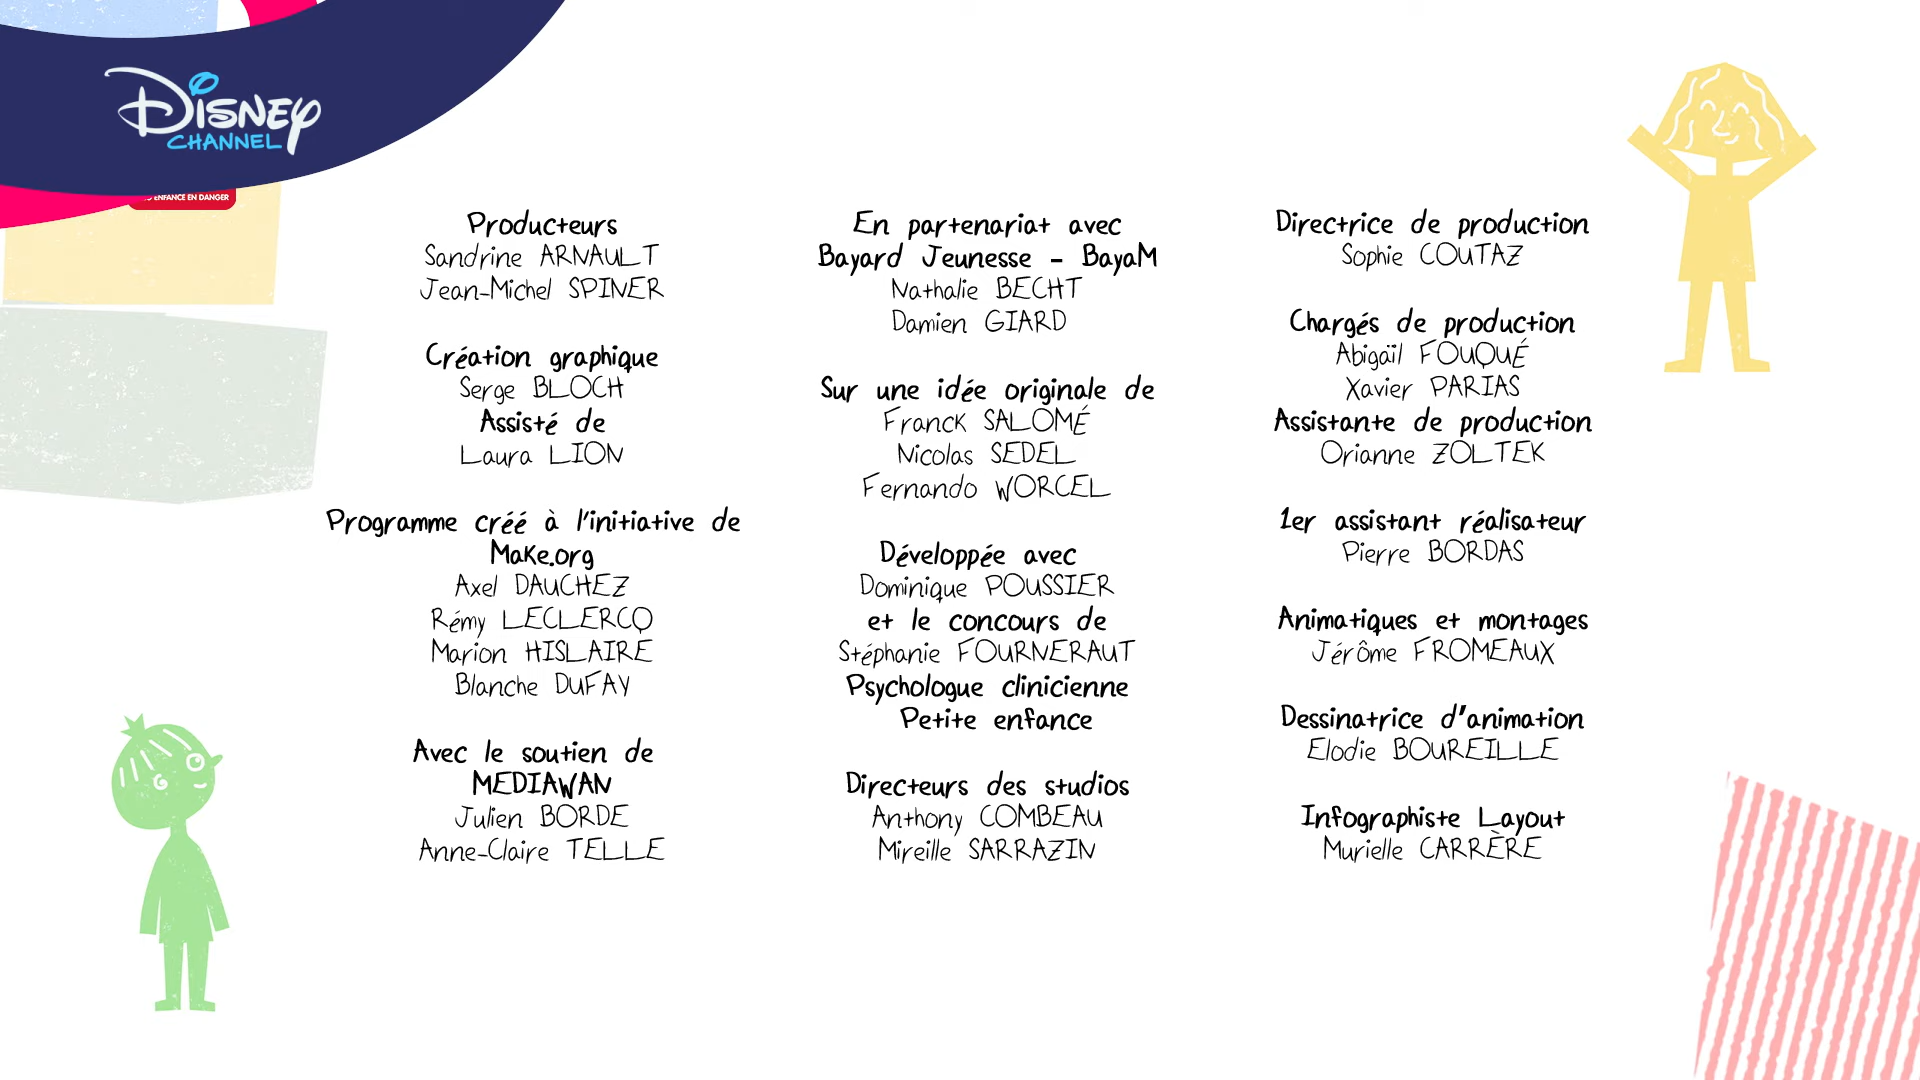 DISNEY
CHANNEL
ENFANCE EN DANGER
Producteurs
Sandrine ARNAULT
Jean-Michel SPINER
Création graphique
Serge BLOCH
Assisté de
Laura LION
Programme créé à l'initiative de
Make.org
Axel DAUCHEZ
Rémy LECLERCQ
Marion HISLAIRE
Blanche DUFAY
Avec le soutien de
MEDIAWAN
Julien BORDE
Anne-Claire TELLE
En partenariat avec
Bayard Jeunesse - BayaM
Nathalie BECHT
Damien GIARD
Sur une idée originale de
Franck SALOMÉ
Nicolas SEDEL
Fernando WORCEL
Développée avec
Dominique POUSSIER
et le concours de
Stéphanie FOURNERAUT
Psychologue clinicienne
Petite enfance
Directeurs des studios
Anthony COMBEAU
Mireille SARRAZIN
Directrice de production
Sophie COUTAZ
Chargés de production
Abigaïl FOUQUÉ
Xavier PARIAS
Assistante de production
Orianne ZOLTEK
1er assistant réalisateur
Pierre BORDAS
Animatiques et montages
Jérôme FROMEAUX
Dessinatrice d'animation
Elodie BOUREILLE
Infographiste Layout
Murielle CARRÈRE